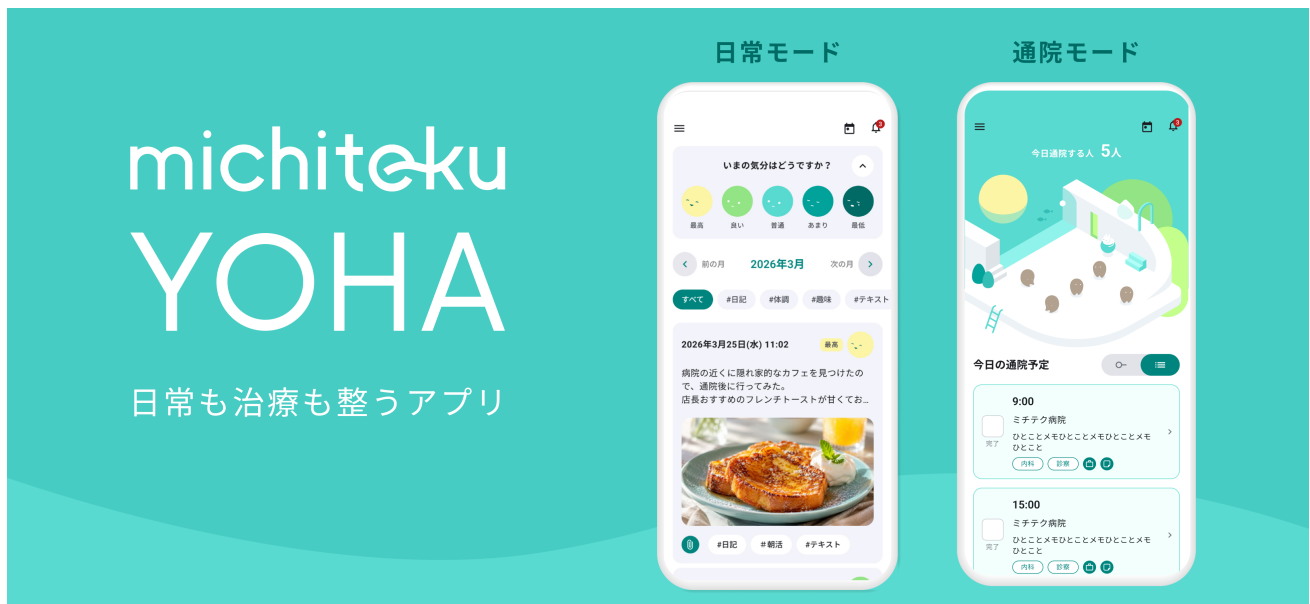 michiteku
YOHA
日常も治療も整うアプリ
日常モード
3
いまの気分はどうですか？
最高
良い
普通
あまり
最低
前の月
2026年3月
次の月
すべて
#日記
#体調
#趣味
#テキスト
2026年3月25日(水) 11:02
最高
病院の近くに隠れ家的なカフェを見つけたの
で、通院後に行ってみた。
店長おすすめのフレンチトーストが甘くてお...
#日記
#朝活
#テキスト
通院モード
3
今日通院する人 5人
今日の通院予定
9:00
ミチテク病院
ひとことメモひとことメモひとことメモ
ひとこと
完了
内科
診察
15:00
ミチテク病院
ひとことメモひとことメモひとことメモ
ひとこと
完了
内科
診察